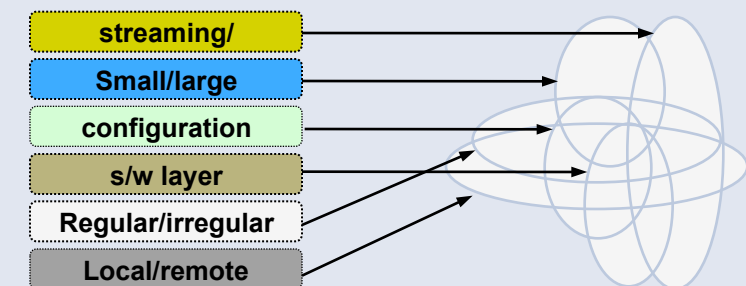 streaming/
Small/large
configuration
s/w layer
Regular/irregular
Local/remote